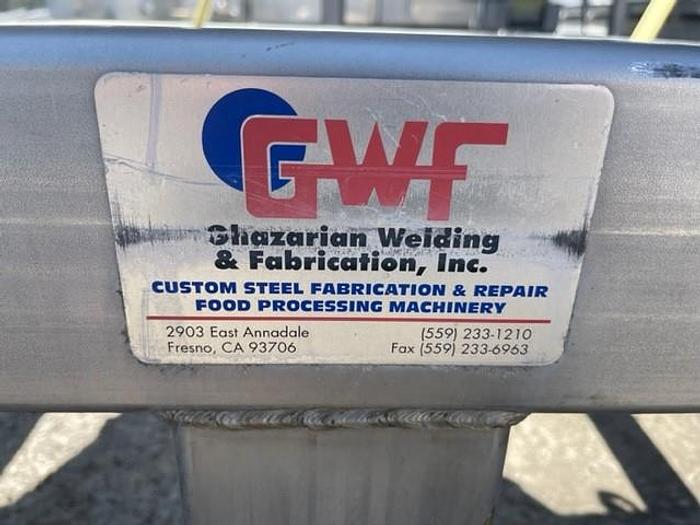 GWF
Ghazarian Welding
& Fabrication, Inc.
CUSTOM STEEL FABRICATION & REPAIR
FOOD PROCESSING MACHINERY
2903 East Annadale (559) 233-1210
Fresno, CA 93706 Fax (559) 233-6963